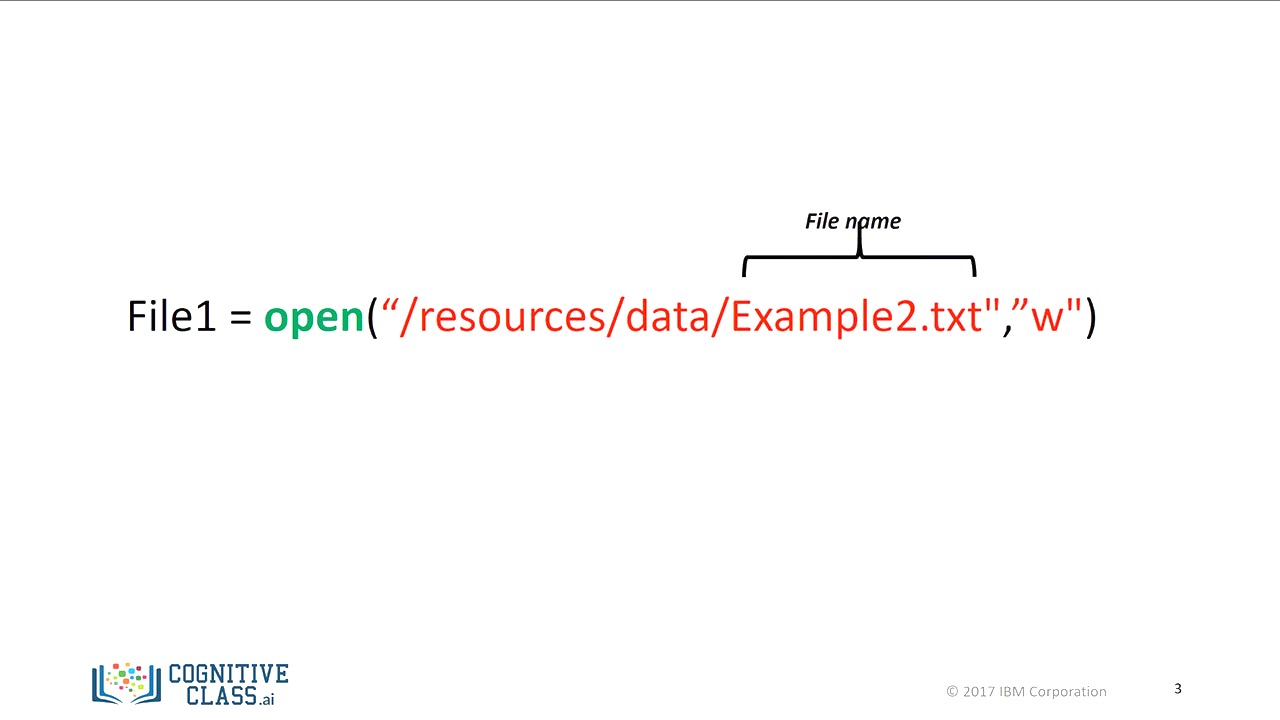 File name
File1 = open(“/resources/data/Example2.txt",”w")
COGNITIVE
CLASS.ai
© 2017 IBM Corporation
3